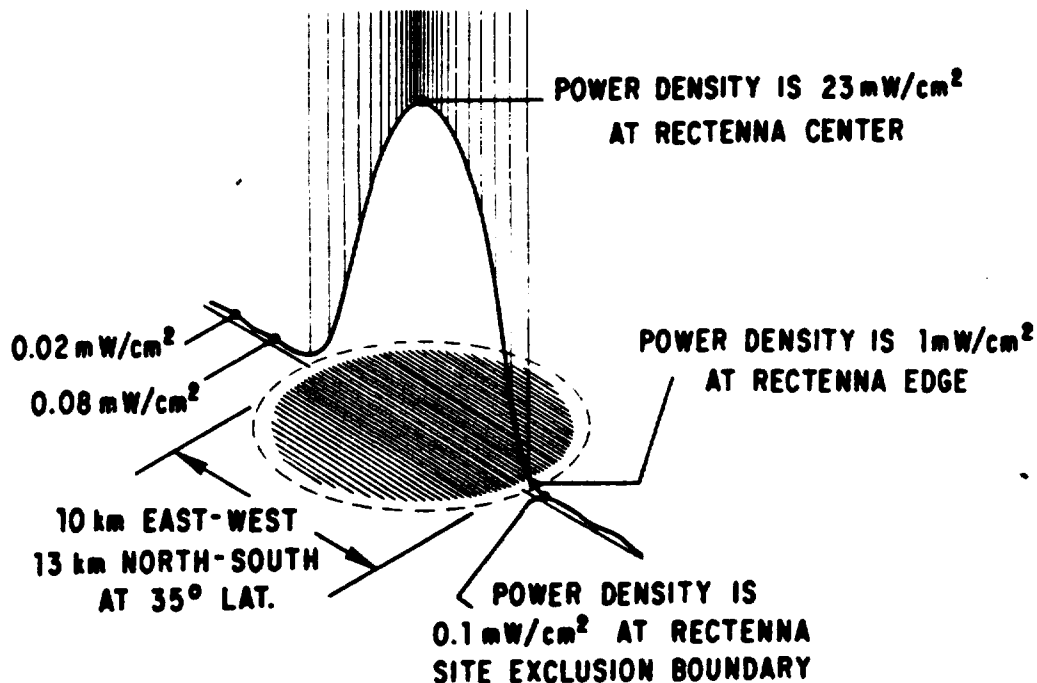 POWER DENSITY IS 23 mW/cm²
AT RECTENNA CENTER
0.02 mW/cm²
0.08 mW/cm²
POWER DENSITY IS 1mW/cm²
AT RECTENNA EDGE
10 km EAST-WEST
13 km NORTH-SOUTH
AT 35° LAT.
POWER DENSITY IS
0.1 mW/cm² AT RECTENNA
SITE EXCLUSION BOUNDARY